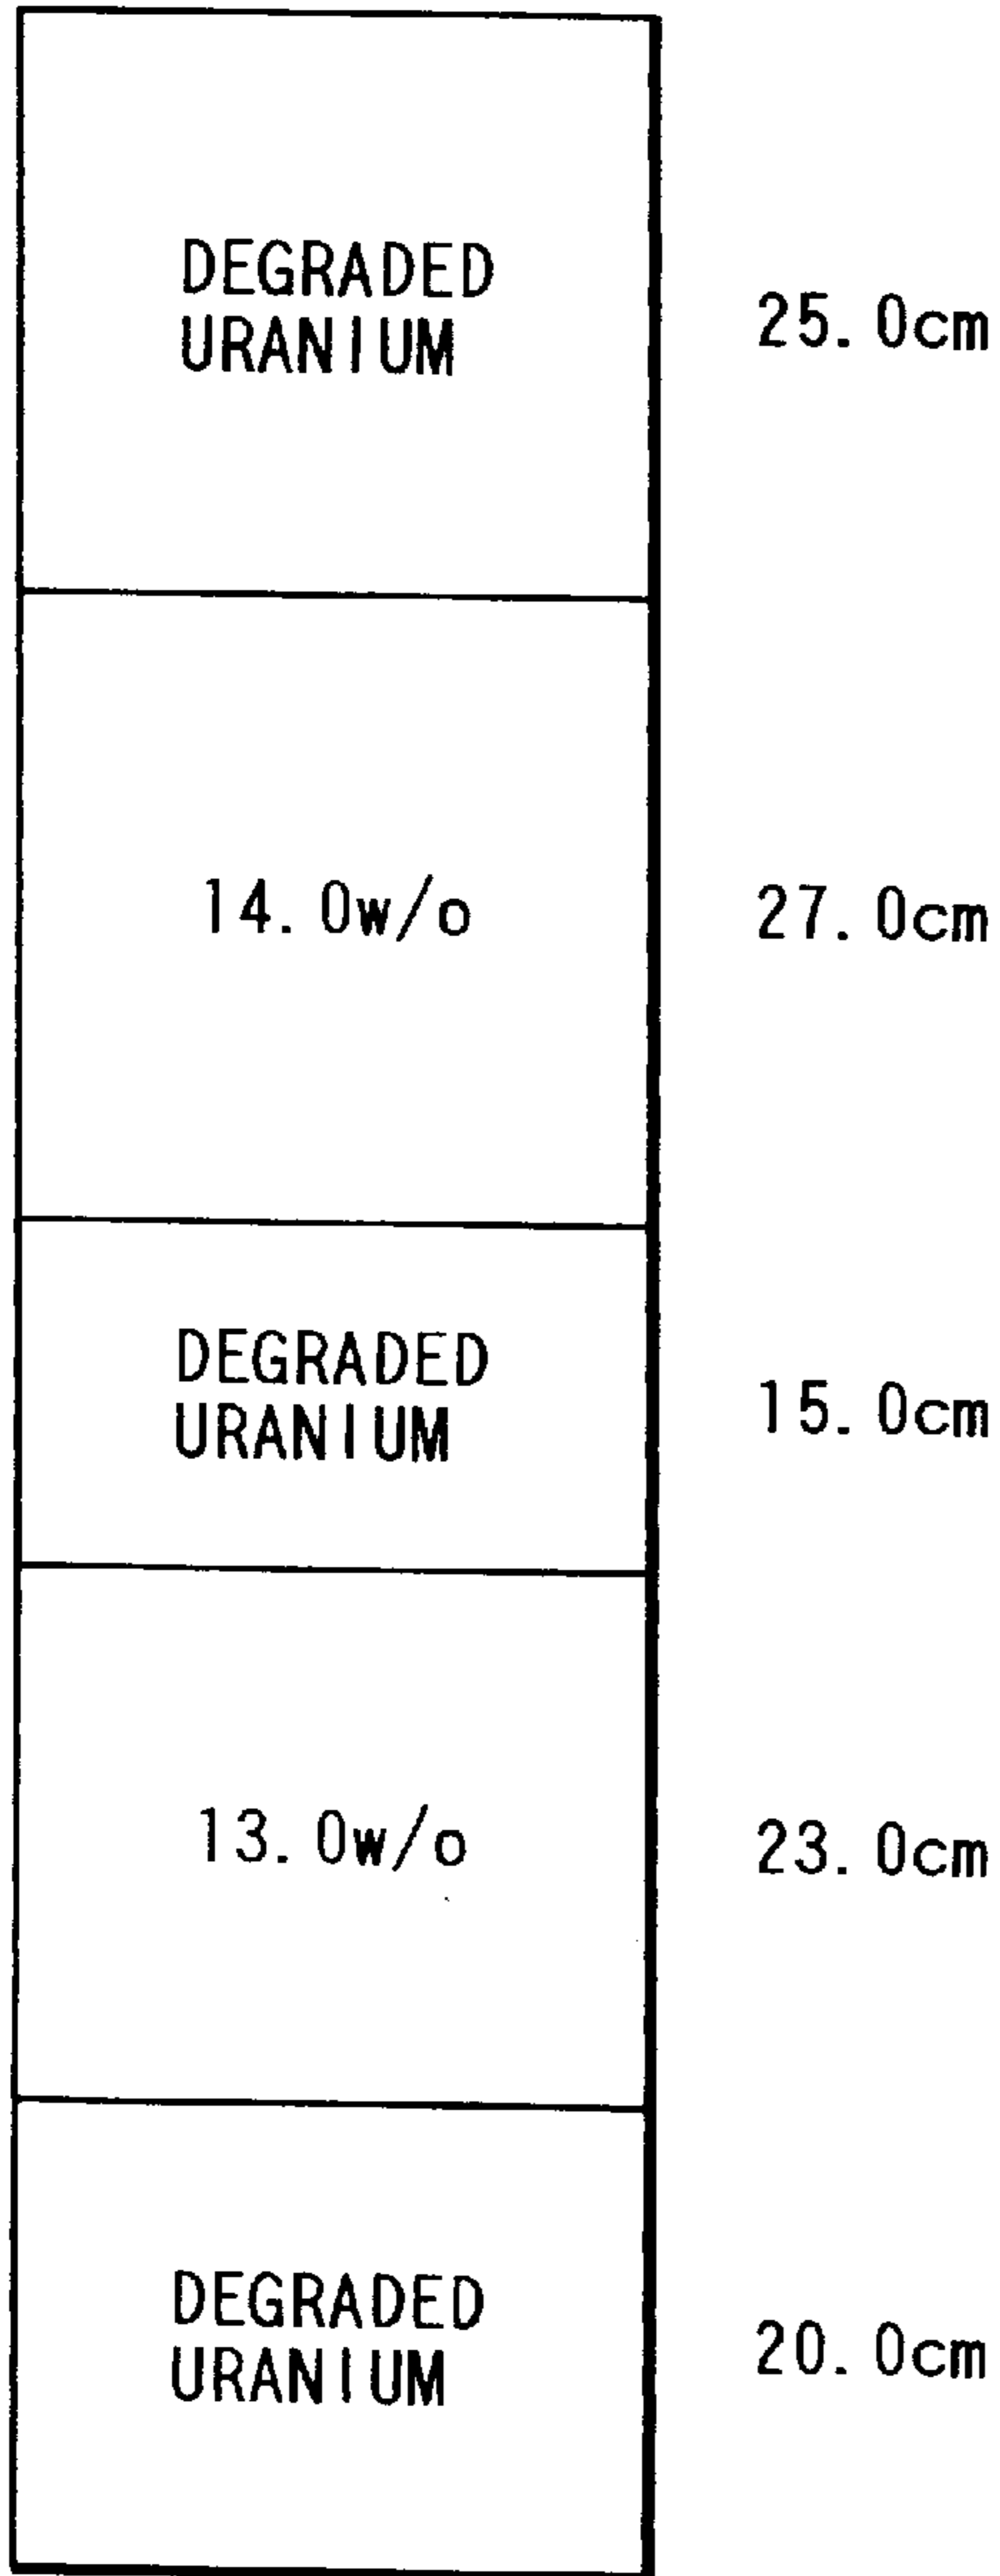 DEGRADED
URANIUM
25.0cm
14.0w/o
27.0cm
DEGRADED
URANIUM
15.0cm
13.0w/o
23.0cm
DEGRADED
URANIUM
20.0cm